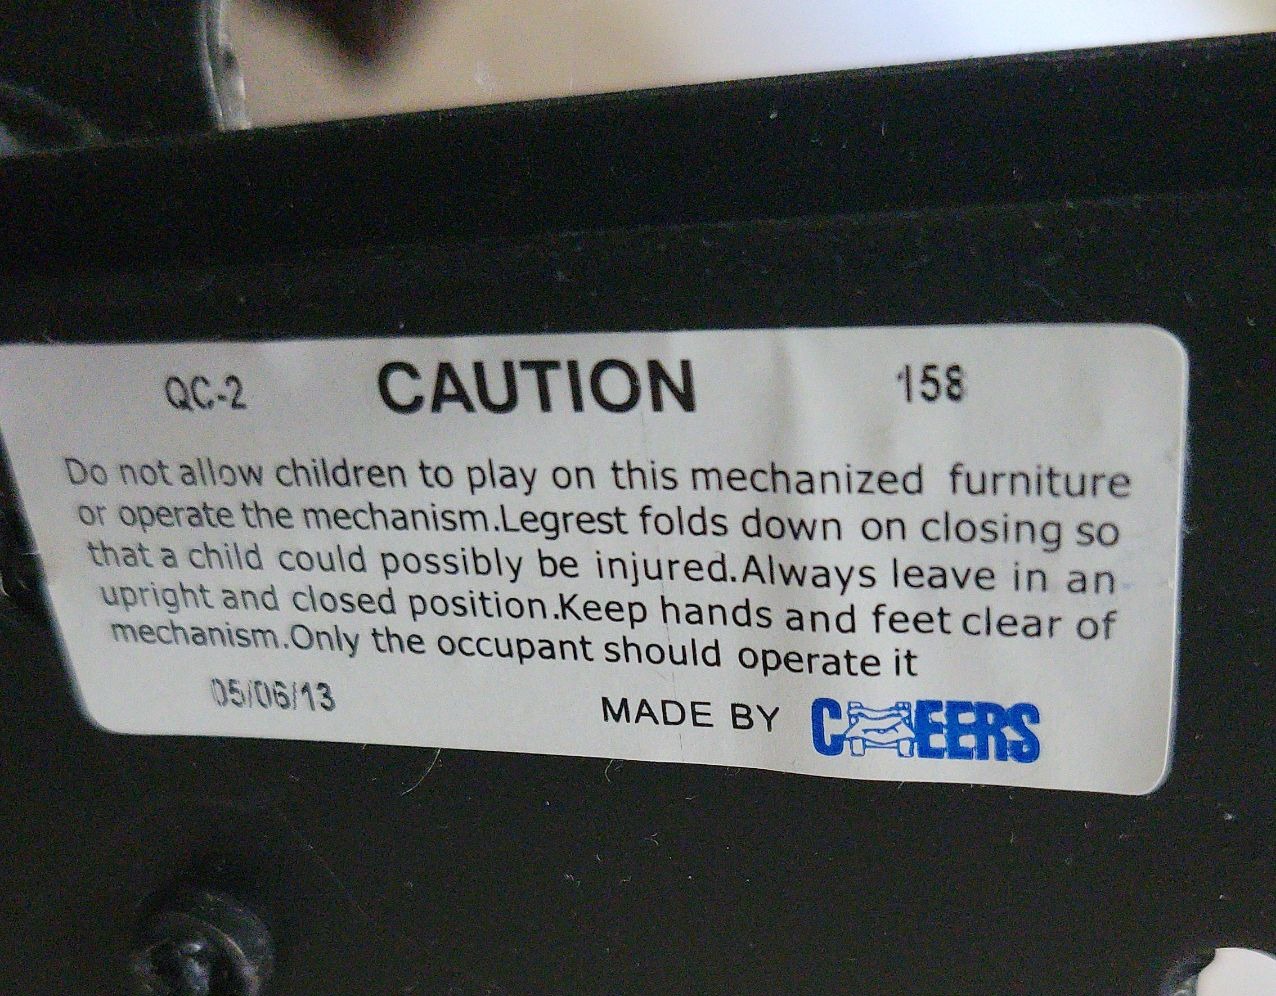 QC-2 CAUTION 158
Do not allow children to play on this mechanized furniture
or operate the mechanism.Legrest folds down on closing so
that a child could possibly be injured.Always leave in an
upright and closed position.Keep hands and feet clear of
mechanism.Only the occupant should operate it
05/06/13 MADE BY CHEERS